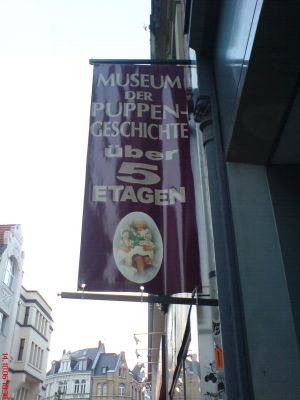 MUSEUM
DER
PUPPEN-
GESCHICHTE
über
5
ETAGEN